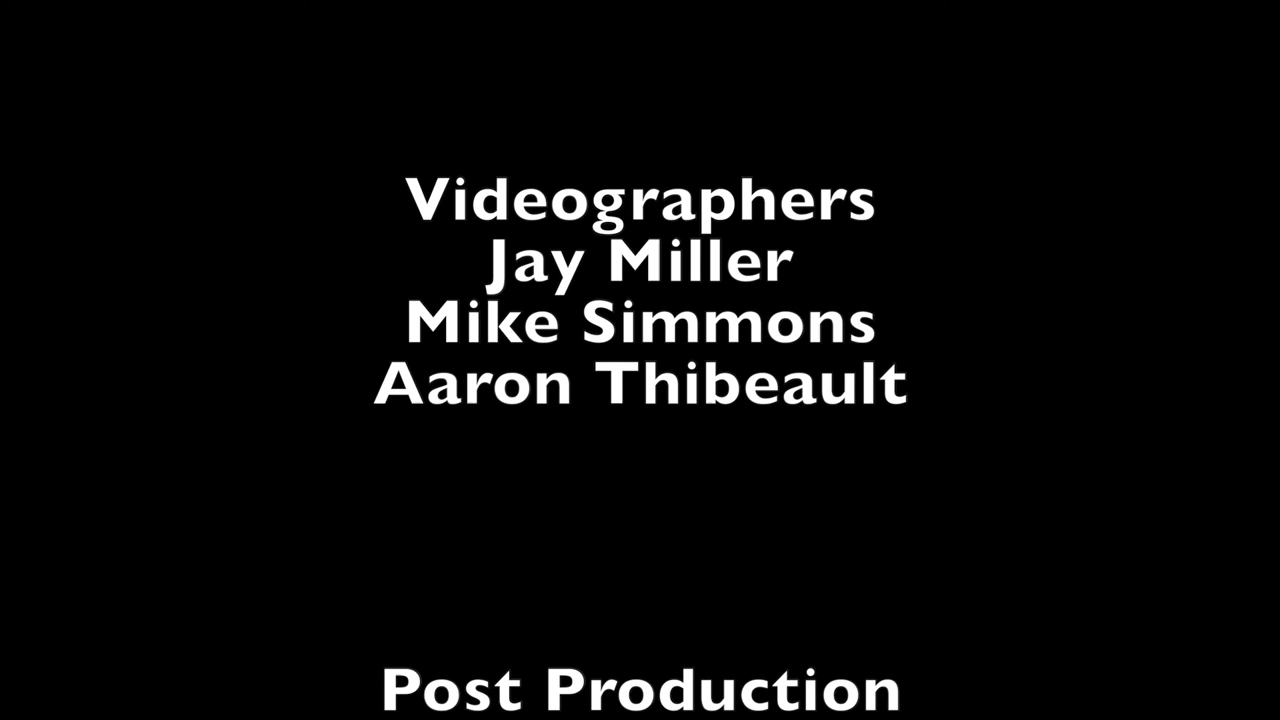 Videographers
Jay Miller
Mike Simmons
Aaron Thibeault
Post Production